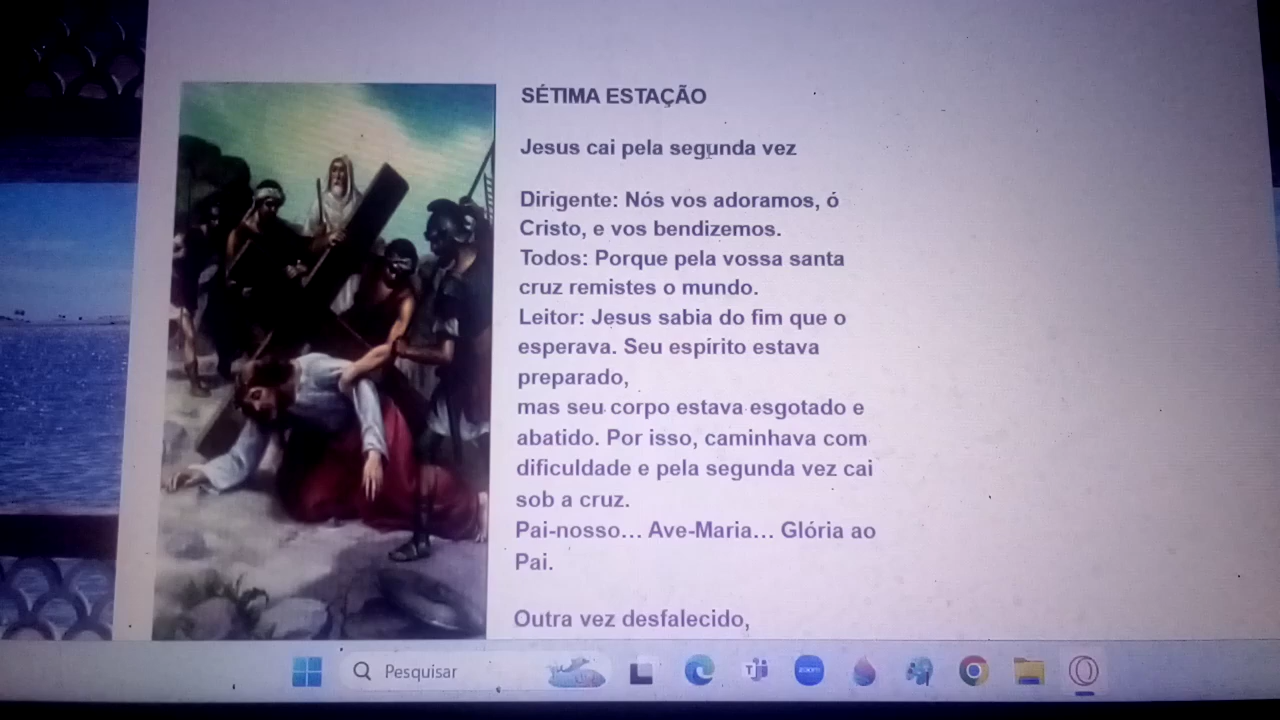 SÉTIMA ESTAÇÃO
Jesus cai pela segunda vez
Dirigente: Nós vos adoramos, ó
Cristo, e vos bendizemos.
Todos: Porque pela vossa santa
cruz remistes o mundo.
Leitor: Jesus sabia do fim que o
esperava. Seu espírito estava
preparado,
mas seu corpo estava esgotado e
abatido. Por isso, caminhava com
dificuldade e pela segunda vez cai
sob a cruz.
Pai-nosso... Ave-Maria... Glória ao
Pai.
Outra vez desfalecido,
Pesquisar
zoom